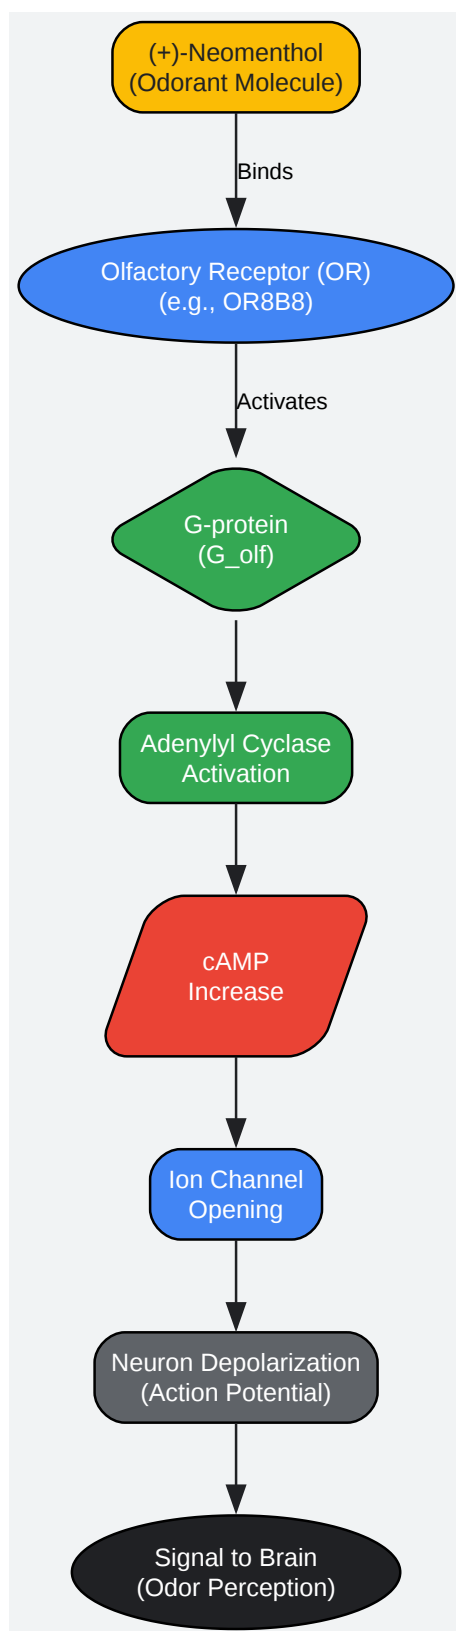 (+)-Neomenthol
(Odorant Molecule)
Binds
Olfactory Receptor (OR)
(e.g., OR8B8)
Activates
G-protein
(G_olf)
Adenylyl Cyclase
Activation
cAMP
Increase
Ion Channel
Opening
Neuron Depolarization
(Action Potential)
Signal to Brain
(Odor Perception)